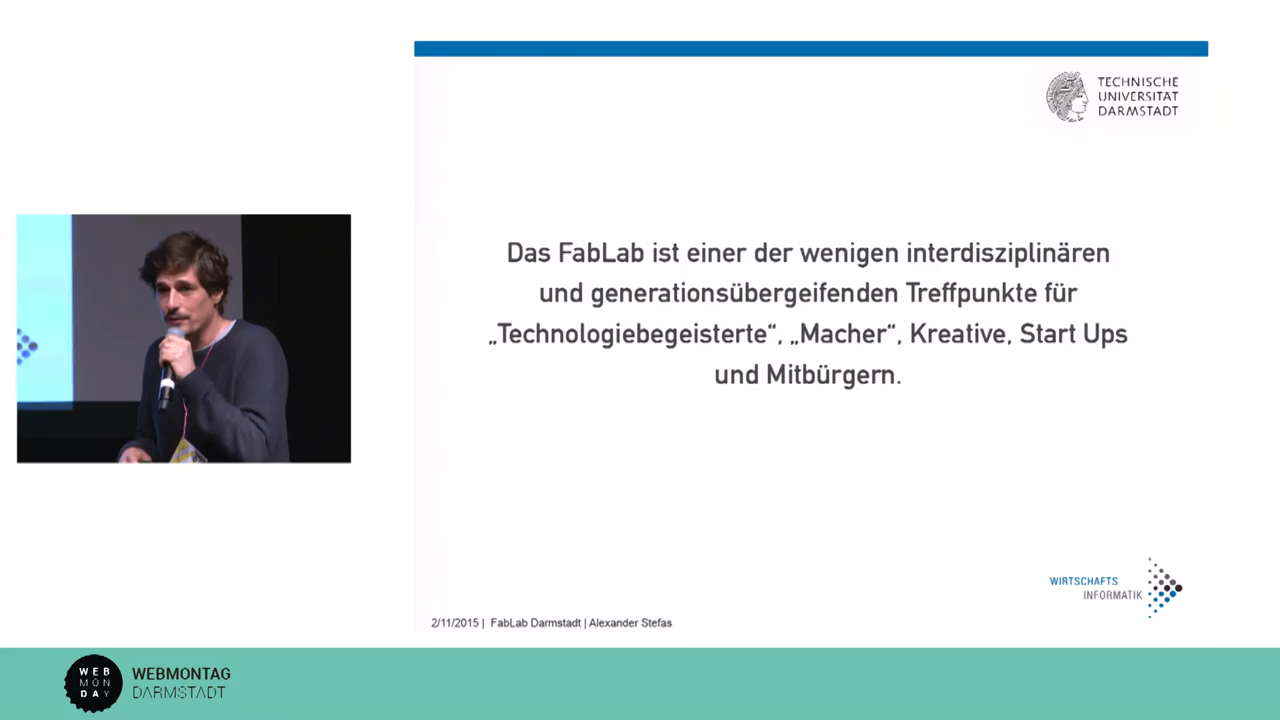 TECHNISCHE
UNIVERSITÄT
DARMSTADT
Das FabLab ist einer der wenigen interdisziplinären
und generationsübergeifenden Treffpunkte für
„Technologiebegeisterte“, „Macher“, Kreative, Start Ups
und Mitbürgern.
WIRTSCHAFTS
INFORMATIK
2/11/2015 | FabLab Darmstadt | Alexander Stefas
WEB
MON
DAY
WEBMONTAG
DARMSTADT